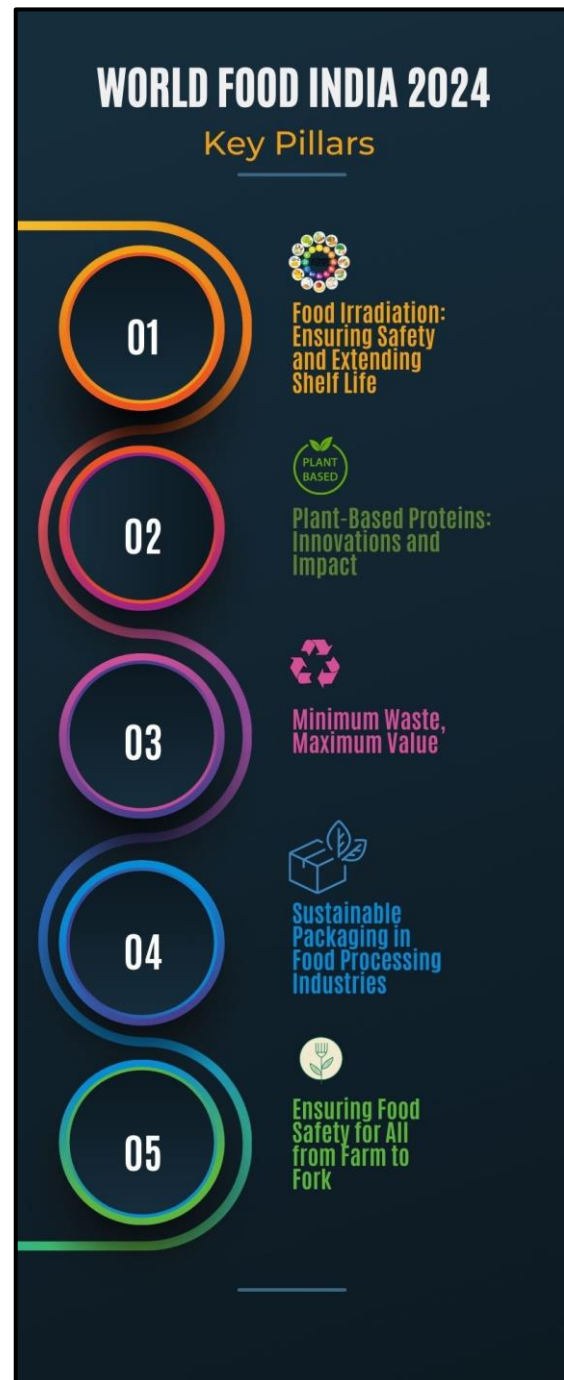 WORLD FOOD INDIA 2024
Key Pillars
01
Food Irradiation:
Ensuring Safety
and Extending
Shelf Life
PLANT
BASED
02
Plant-Based Proteins:
Innovations and
Impact
03
Minimum Waste,
Maximum Value
04
Sustainable
Packaging in
Food Processing
Industries
05
Ensuring Food
Safety for All
from Farm to
Fork